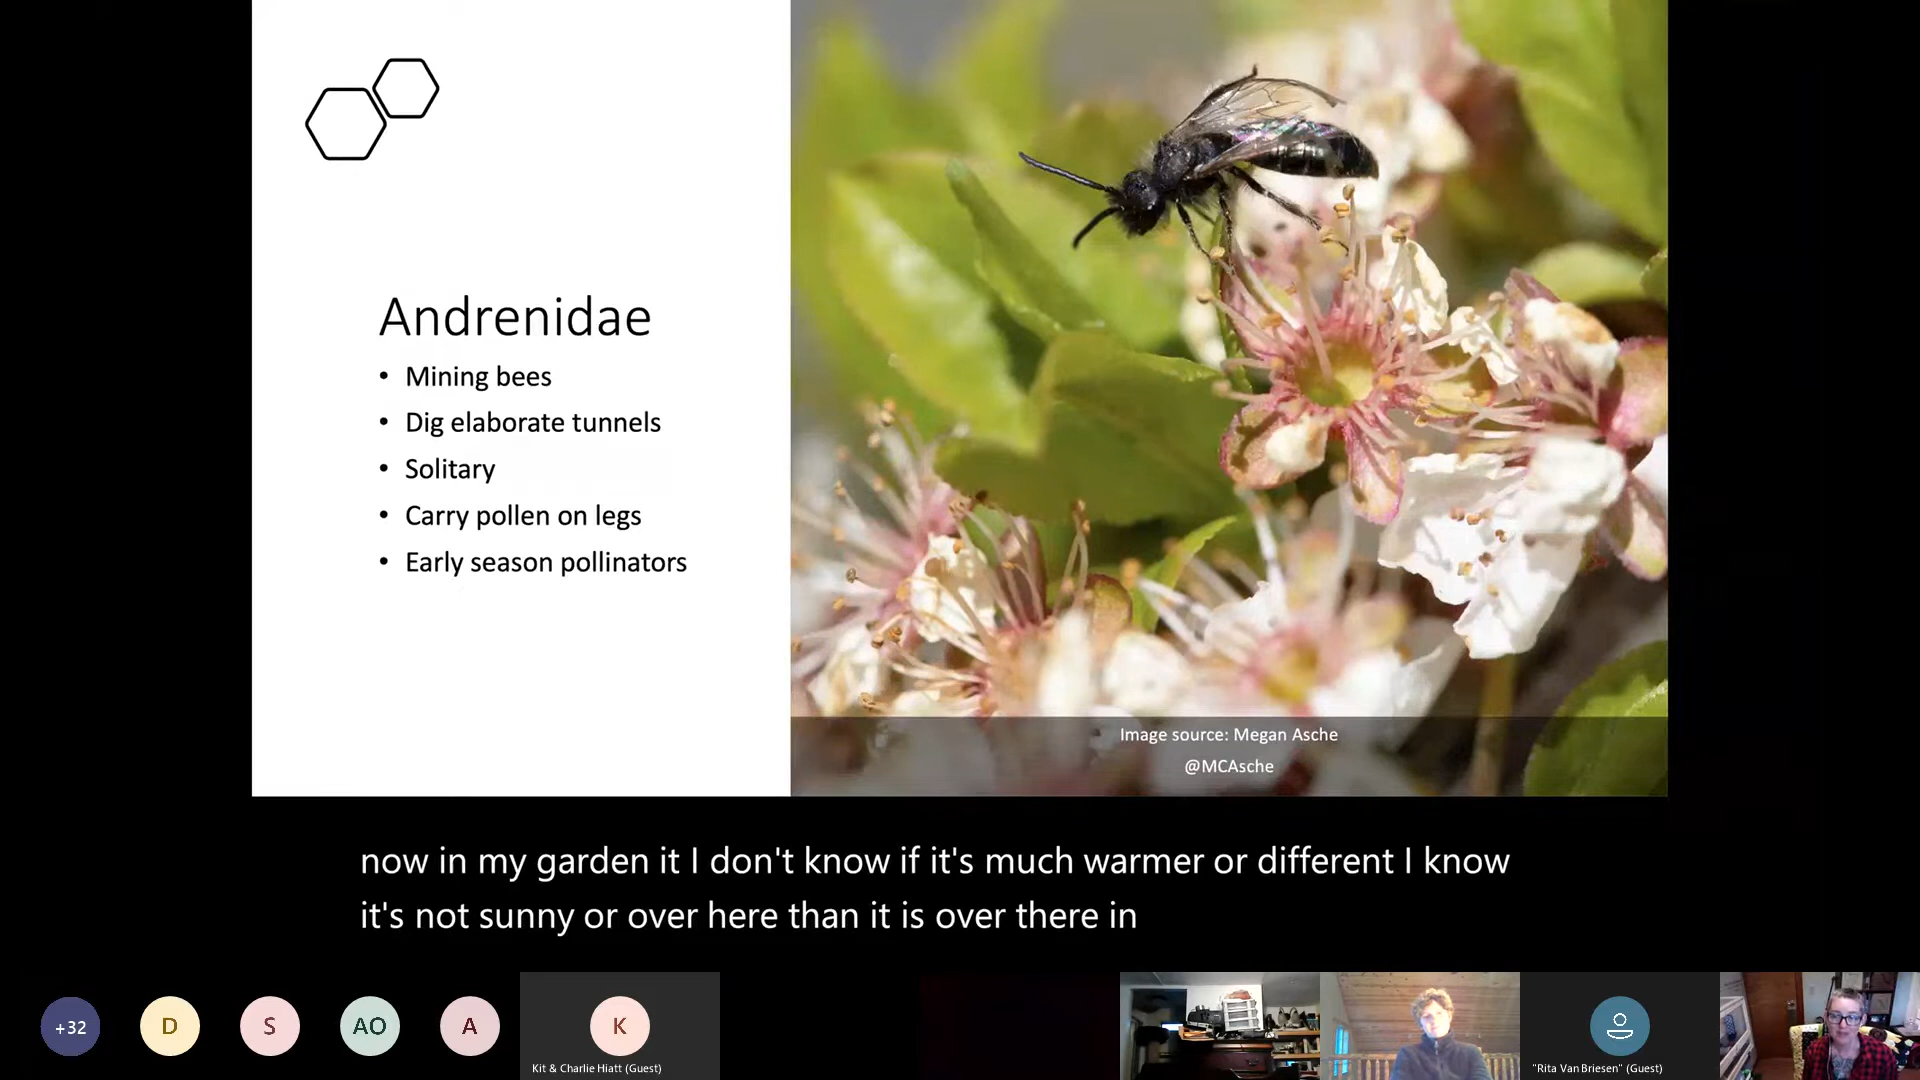 Andrenidae
• Mining bees
• Dig elaborate tunnels
• Solitary
• Carry pollen on legs
• Early season pollinators
Image source: Megan Asche
@MCAsche
now in my garden it I don't know if it's much warmer or different I know
it's not sunny or over here than it is over there in
+32
D
S
AO
A
K
Kit & Charlie Hiatt (Guest)
"Rita VanBriesen" (Guest)